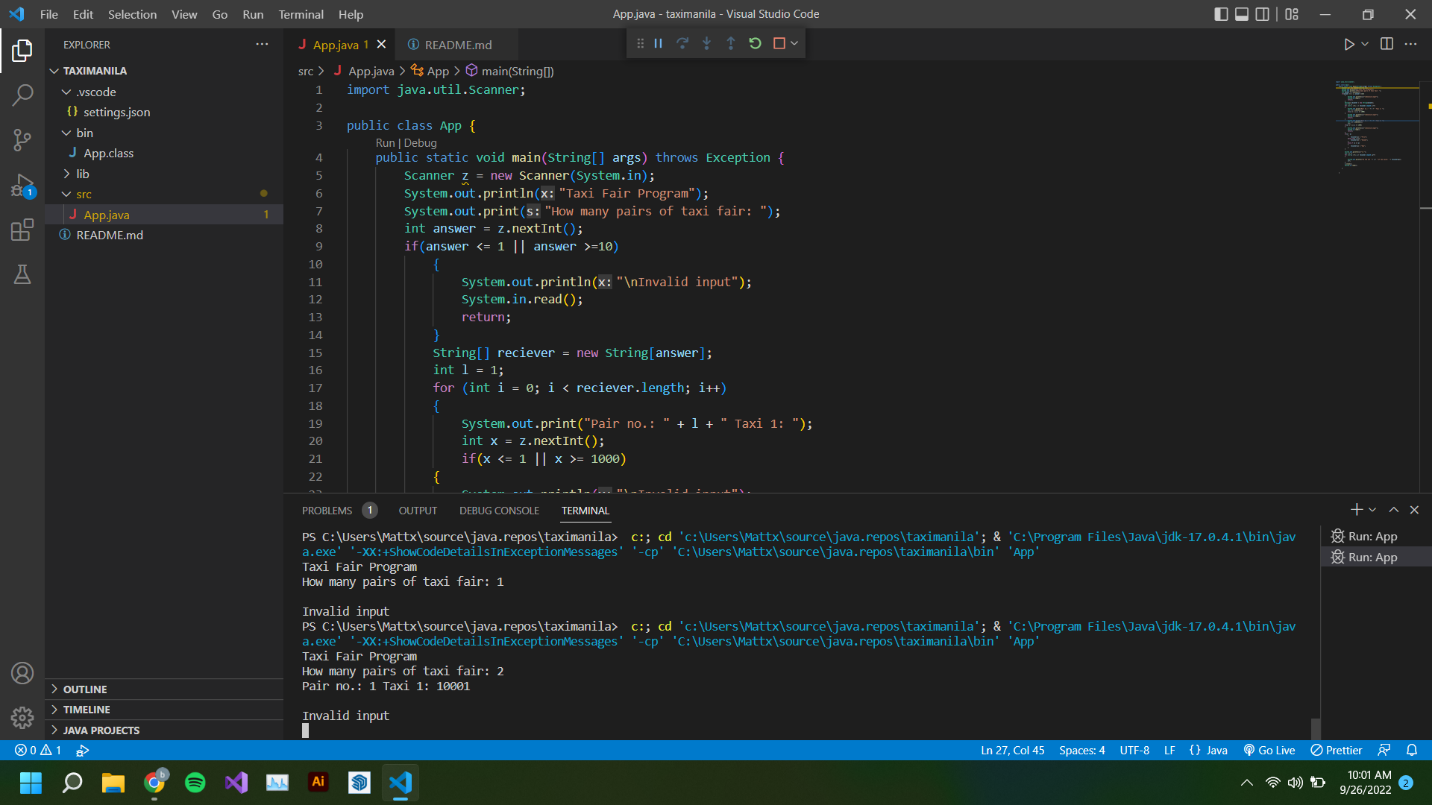 File Edit Selection View Go Run Terminal Help
App.java - taximanila - Visual Studio Code
EXPLORER
TAXIMANILA
.vscode
{} settings.json
bin
J App.class
lib
src
J App.java 1
README.md
OUTLINE
TIMELINE
JAVA PROJECTS
1
J App.java 1
README.md
src > J App.java > App > main(String[])
1 import java.util.Scanner;
2
3 public class App {
Run | Debug
4 public static void main(String[] args) throws Exception {
5 Scanner z = new Scanner(System.in);
6 System.out.println(x: "Taxi Fair Program");
7 System.out.print(s: "How many pairs of taxi fair: ");
8 int answer = z.nextInt();
9 if(answer <= 1 || answer >=10)
10 {
11 System.out.println(x: "\nInvalid input");
12 System.in.read();
13 return;
14 }
15 String[] reciever = new String[answer];
16 int l = 1;
17 for (int i = 0; i < reciever.length; i++)
18 {
19 System.out.print("Pair no.: " + l + " Taxi 1: ");
20 int x = z.nextInt();
21 if(x <= 1 || x >= 1000)
22 {
23 System.out.println(x: "\nInvalid input");
PROBLEMS 1 OUTPUT DEBUG CONSOLE TERMINAL
PS C:\Users\Mattx\source\java.repos\taximanila> c:; cd 'c:\Users\Mattx\source\java.repos\taximanila'; & 'C:\Program Files\Java\jdk-17.0.4.1\bin\jav
a.exe' '-XX:+ShowCodeDetailsInExceptionMessages' '-cp' 'C:\Users\Mattx\source\java.repos\taximanila\bin' 'App'
Taxi Fair Program
How many pairs of taxi fair: 1
Invalid input
PS C:\Users\Mattx\source\java.repos\taximanila> c:; cd 'c:\Users\Mattx\source\java.repos\taximanila'; & 'C:\Program Files\Java\jdk-17.0.4.1\bin\jav
a.exe' '-XX:+ShowCodeDetailsInExceptionMessages' '-cp' 'C:\Users\Mattx\source\java.repos\taximanila\bin' 'App'
Taxi Fair Program
How many pairs of taxi fair: 2
Pair no.: 1 Taxi 1: 10001
Invalid input
Run: App
Run: App
0 1
Ln 27, Col 45 Spaces: 4 UTF-8 LF {} Java Go Live Prettier
b
Ai
10:01 AM
9/26/2022
2